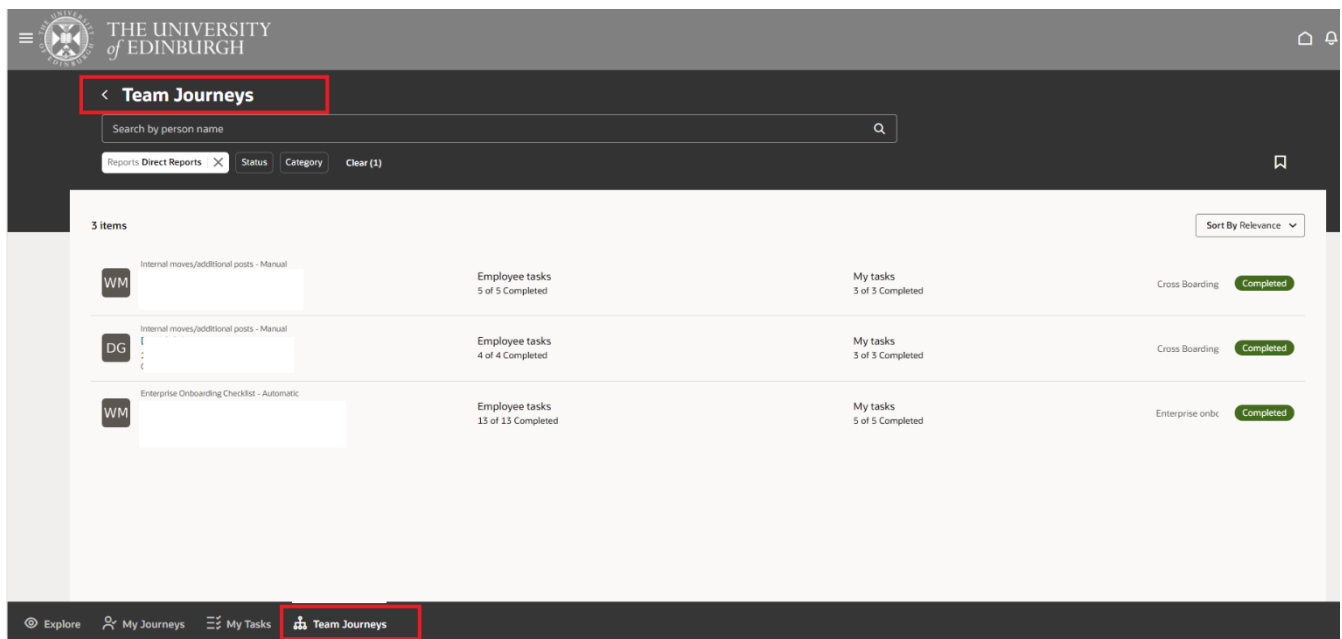 THE UNIVERSITY
of EDINBURGH
Team Journeys
Search by person name
Reports Direct Reports Status Category Clear (1)
3 items Sort By Relevance
Internal moves/additional posts - Manual
WM Employee tasks My tasks Cross Boarding Completed
5 of 5 Completed 3 of 3 Completed
Internal moves/additional posts - Manual
DG Employee tasks My tasks Cross Boarding Completed
4 of 4 Completed 3 of 3 Completed
Enterprise Onboarding Checklist - Automatic
WM Employee tasks My tasks Enterprise onbc Completed
13 of 13 Completed 5 of 5 Completed
Explore My Journeys My Tasks Team Journeys